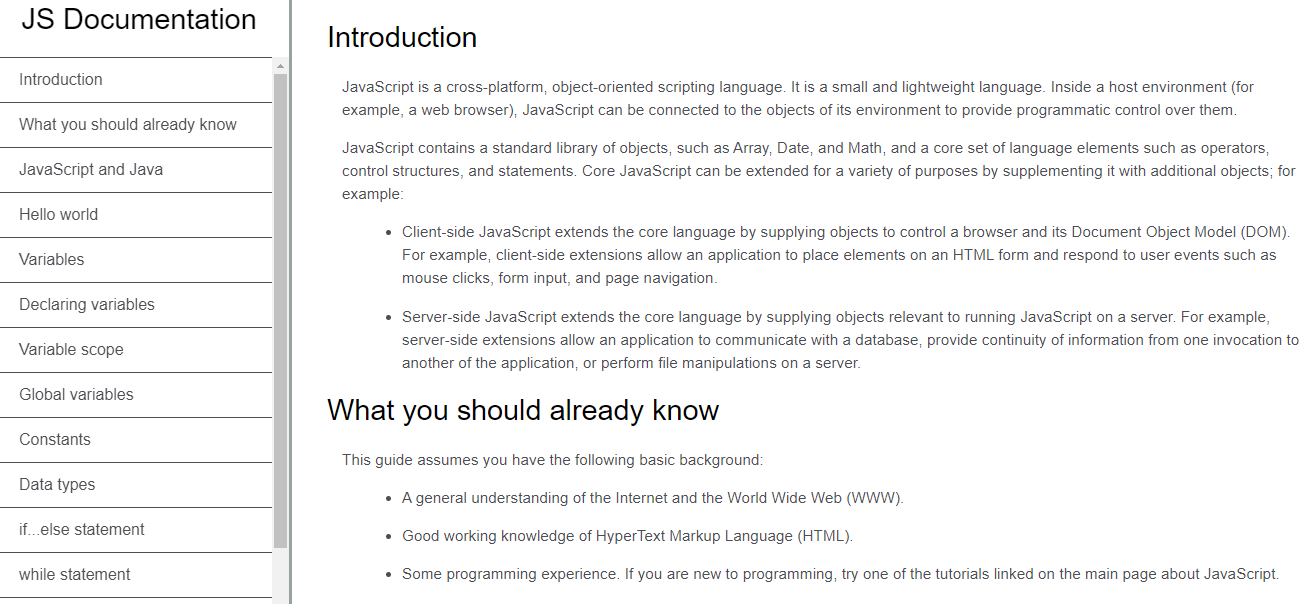 JS Documentation
Introduction
What you should already know
JavaScript and Java
Hello world
Variables
Declaring variables
Variable scope
Global variables
Constants
Data types
if...else statement
while statement
Introduction
JavaScript is a cross-platform, object-oriented scripting language. It is a small and lightweight language. Inside a host environment (for
example, a web browser), JavaScript can be connected to the objects of its environment to provide programmatic control over them.
JavaScript contains a standard library of objects, such as Array, Date, and Math, and a core set of language elements such as operators,
control structures, and statements. Core JavaScript can be extended for a variety of purposes by supplementing it with additional objects; for
example:
• Client-side JavaScript extends the core language by supplying objects to control a browser and its Document Object Model (DOM).
For example, client-side extensions allow an application to place elements on an HTML form and respond to user events such as
mouse clicks, form input, and page navigation.
• Server-side JavaScript extends the core language by supplying objects relevant to running JavaScript on a server. For example,
server-side extensions allow an application to communicate with a database, provide continuity of information from one invocation to
another of the application, or perform file manipulations on a server.
What you should already know
This guide assumes you have the following basic background:
• A general understanding of the Internet and the World Wide Web (WWW).
• Good working knowledge of HyperText Markup Language (HTML).
• Some programming experience. If you are new to programming, try one of the tutorials linked on the main page about JavaScript.